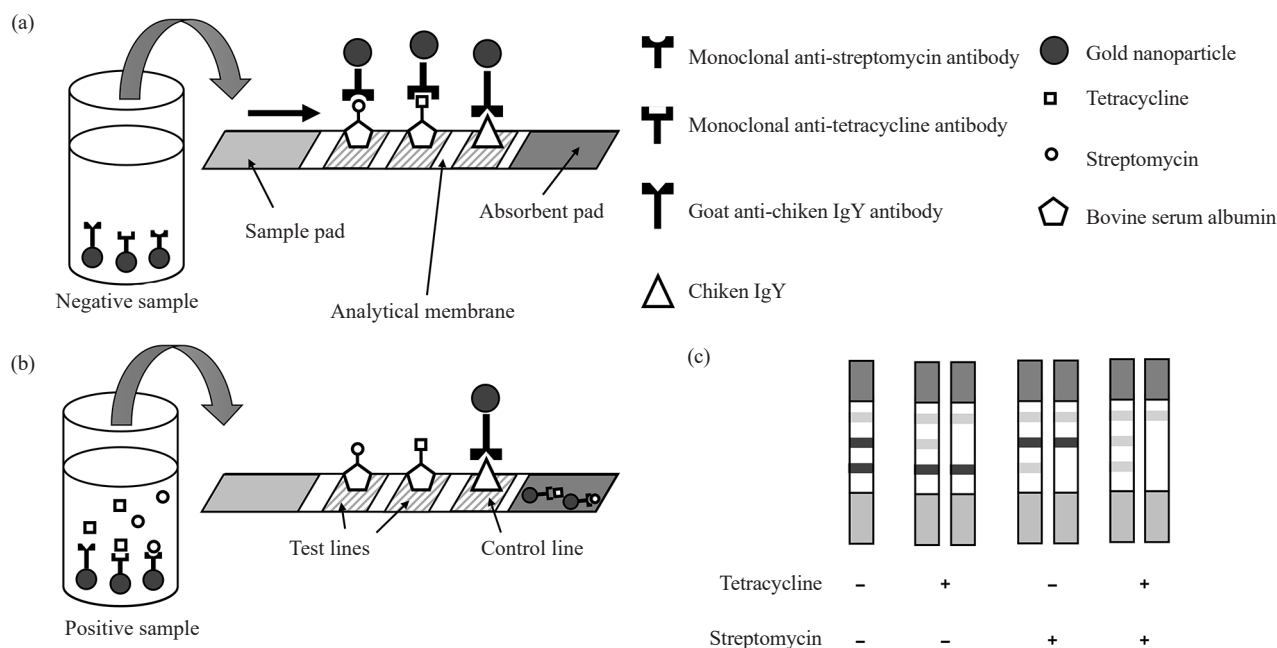 (a)
Negative sample
Sample pad
Analytical membrane
Absorbent pad
Monoclonal anti-streptomycin antibody
Monoclonal anti-tetracycline antibody
Goat anti-chiken IgY antibody
Chiken IgY
Gold nanoparticle
Tetracycline
Streptomycin
Bovine serum albumin
(b)
Positive sample
Test lines
Control line
(c)
Tetracycline – + – +
Streptomycin – – + +